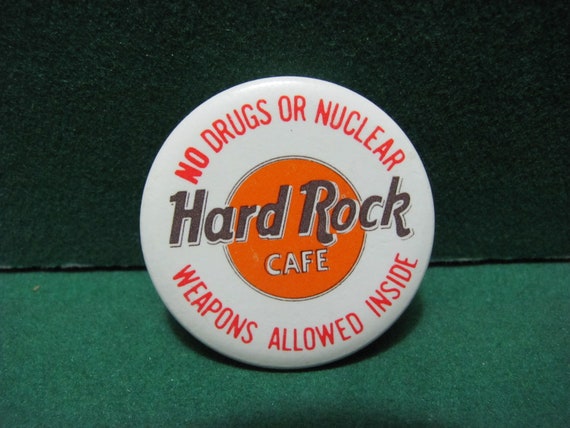 NO DRUGS OR NUCLEAR
Hard Rock
CAFE
WEAPONS ALLOWED INSIDE